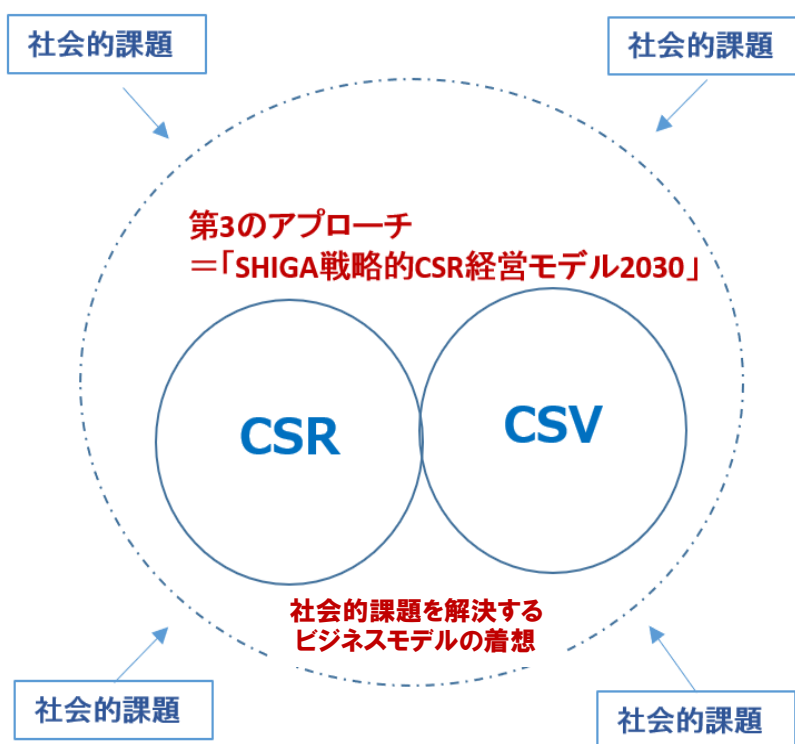 社会的課題
社会的課題
第3のアプローチ
＝「SHIGA戦略的CSR経営モデル2030」
CSR
CSV
社会的課題を解決する
ビジネスモデルの着想
社会的課題
社会的課題